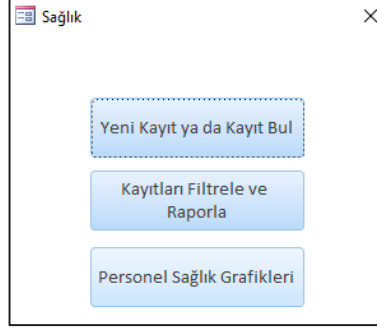 Sağlık
Yeni Kayıt ya da Kayıt Bul
Kayıtları Filtrele ve
Raporla
Personel Sağlık Grafikleri